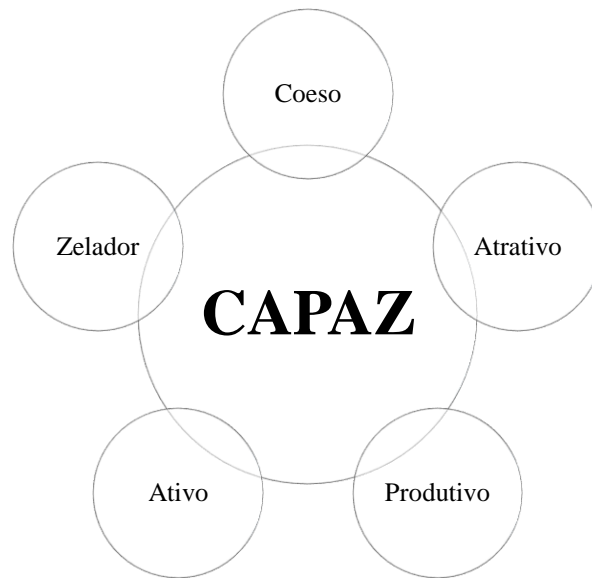 Coeso
Zelador
Atrativo
CAPAZ
Ativo
Produtivo